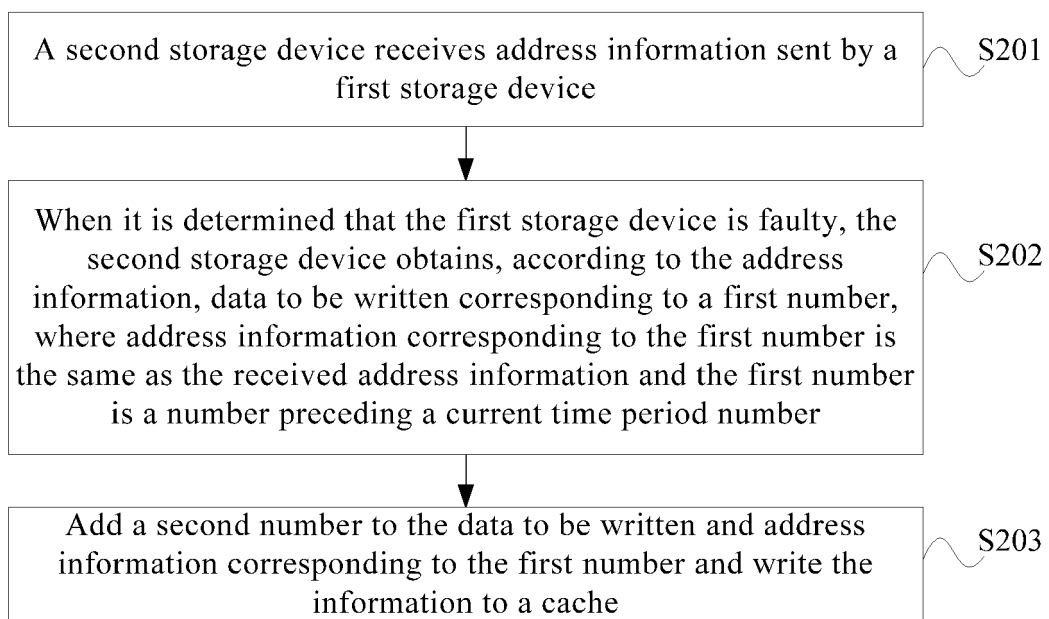 A second storage device receives address information sent by a
first storage device
S201
When it is determined that the first storage device is faulty, the
second storage device obtains, according to the address
information, data to be written corresponding to a first number,
where address information corresponding to the first number is
the same as the received address information and the first number
is a number preceding a current time period number
S202
Add a second number to the data to be written and address
information corresponding to the first number and write the
information to a cache
S203